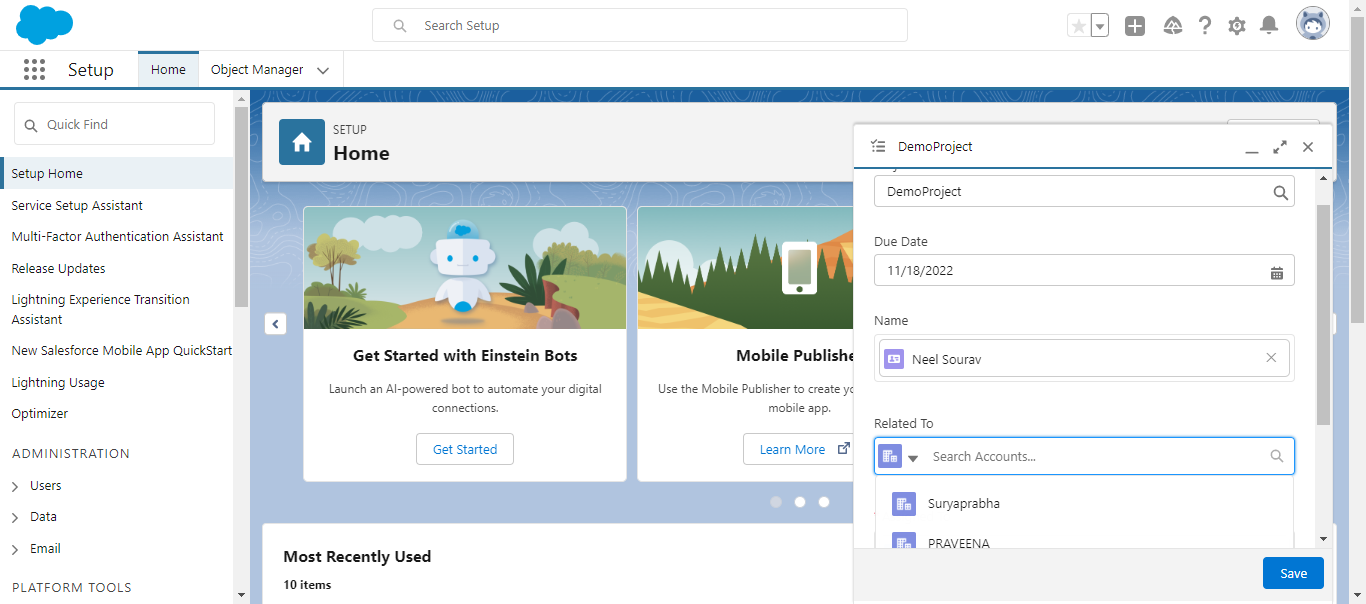 Search Setup
Setup
Home
Object Manager
Quick Find
Setup Home
Service Setup Assistant
Multi-Factor Authentication Assistant
Release Updates
Lightning Experience Transition
Assistant
New Salesforce Mobile App QuickStart
Lightning Usage
Optimizer
ADMINISTRATION
Users
Data
Email
PLATFORM TOOLS
SETUP
Home
Get Started with Einstein Bots
Launch an AI-powered bot to automate your digital
connections.
Get Started
Mobile Publishe
Use the Mobile Publisher to create yo
mobile app.
Learn More
Most Recently Used
10 items
DemoProject
DemoProject
Due Date
11/18/2022
Name
Neel Sourav
Related To
Search Accounts...
Suryaprabha
PRAVEENA
Save